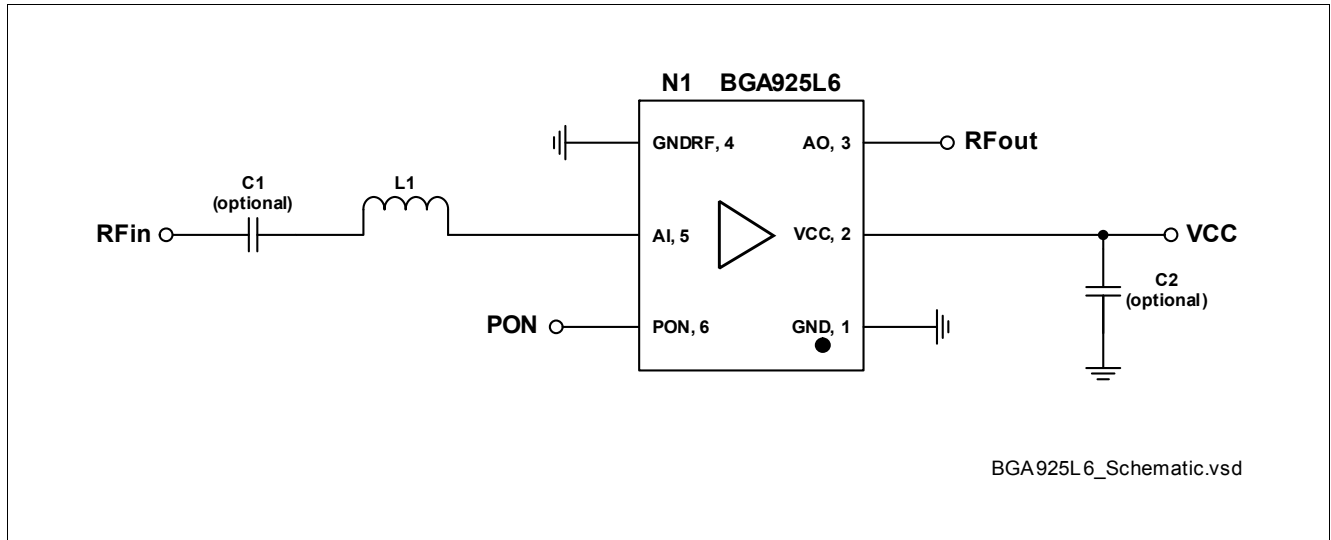 N1 BGA925L6
GNDRF, 4
AO, 3
RFout
C1
(optional)
L1
RFin
AI, 5
VCC, 2
VCC
C2
(optional)
PON
PON, 6
GND, 1
BGA925L6_Schematic.vsd